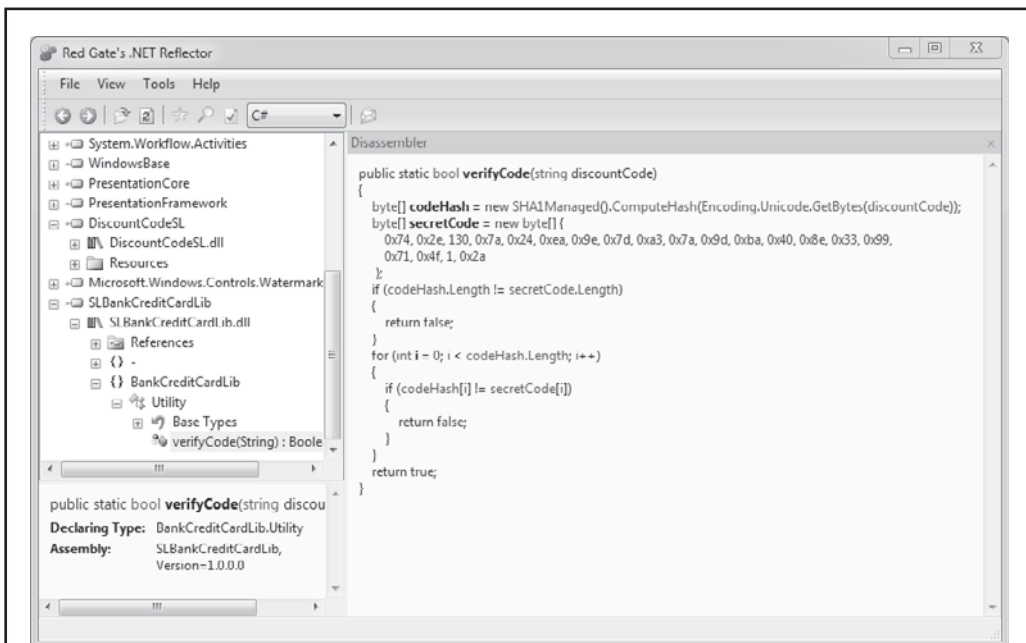 Red Gate's .NET Reflector
File View Tools Help
C#
System.Workflow.Activities
WindowsBase
PresentationCore
PresentationFramework
DiscountCodeSL
DiscountCodeSL.dll
Resources
Microsoft.Windows.Controls.Watermark
SLBankCreditCardLib
SLBankCreditCardLib.dll
References
{} -
{} BankCreditCardLib
Utility
Base Types
verifyCode(String) : Boole
public static bool verifyCode(string discou
Declaring Type: BankCreditCardLib.Utility
Assembly: SLBankCreditCardLib,
Version=1.0.0.0
Disassembler
public static bool verifyCode(string discountCode)
{
byte[] codeHash = new SHA1Managed().ComputeHash(Encoding.Unicode.GetBytes(discountCode));
byte[] secretCode = new byte[] {
0x74, 0x2e, 130, 0x7a, 0x24, 0xea, 0x9e, 0x7d, 0xa3, 0x7a, 0x9d, 0xba, 0x40, 0x8e, 0x33, 0x99,
0x71, 0x4f, 1, 0x2a
};
if (codeHash.Length != secretCode.Length)
{
return false;
}
for (int i = 0; i < codeHash.Length; i++)
{
if (codeHash[i] != secretCode[i])
{
return false;
}
}
return true;
}